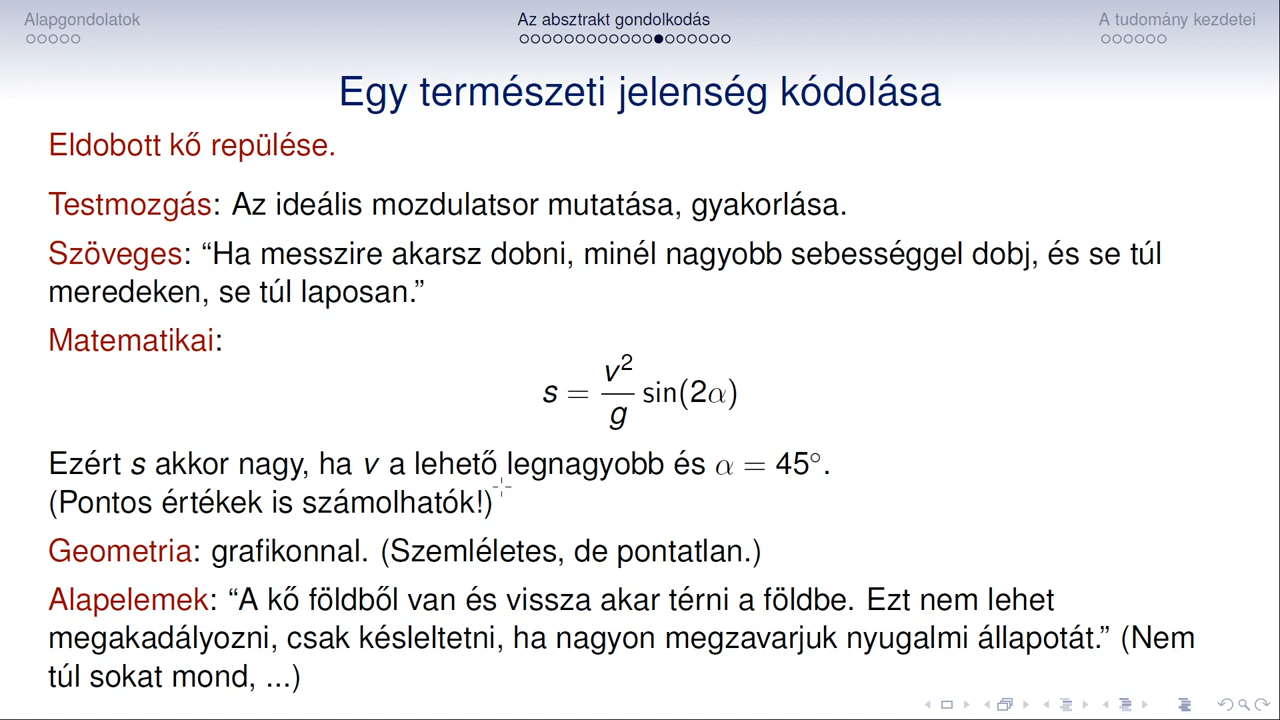 Alapgondolatok
Az absztrakt gondolkodás
A tudomány kezdetei
Egy természeti jelenség kódolása
Eldobott kő repülése.
Testmozgás: Az ideális mozdulatsor mutatása, gyakorlása.
Szöveges: “Ha messzire akarsz dobni, minél nagyobb sebességgel dobj, és se túl
meredeken, se túl laposan.”
Matematikai:
s = v²/g sin(2α)
Ezért s akkor nagy, ha v a lehető legnagyobb és α = 45°.
(Pontos értékek is számolhatók!)
Geometria: grafikonnal. (Szemléletes, de pontatlan.)
Alapelemek: “A kő földből van és vissza akar térni a földbe. Ezt nem lehet
megakadályozni, csak késleltetni, ha nagyon megzavarjuk nyugalmi állapotát.” (Nem
túl sokat mond, ...)